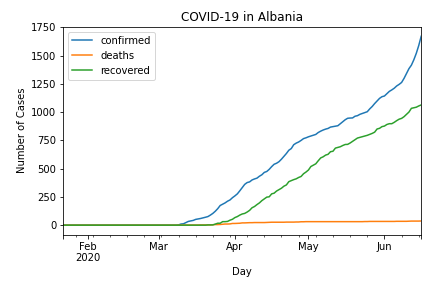 COVID-19 in Albania
confirmed
deaths
recovered
Number of Cases
1750
1500
1250
1000
750
500
250
0
Feb
2020
Mar
Apr
May
Jun
Day